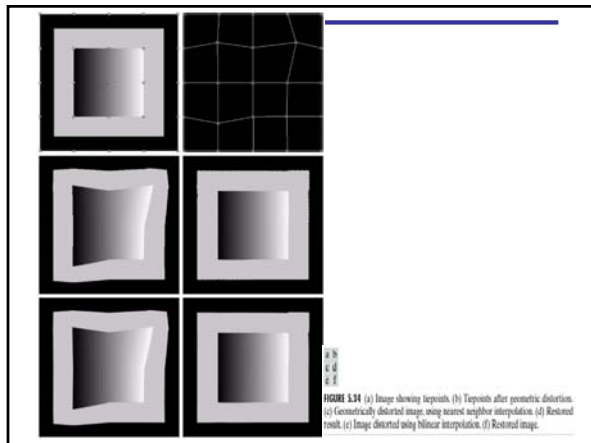 a b
c d
e f
FIGURE 5.34 (a) Image showing tiepoints. (b) Tiepoints after geometric distortion.
(c) Geometrically distorted image, using nearest neighbor interpolation. (d) Restored
result. (e) Image distorted using bilinear interpolation. (f) Restored image.